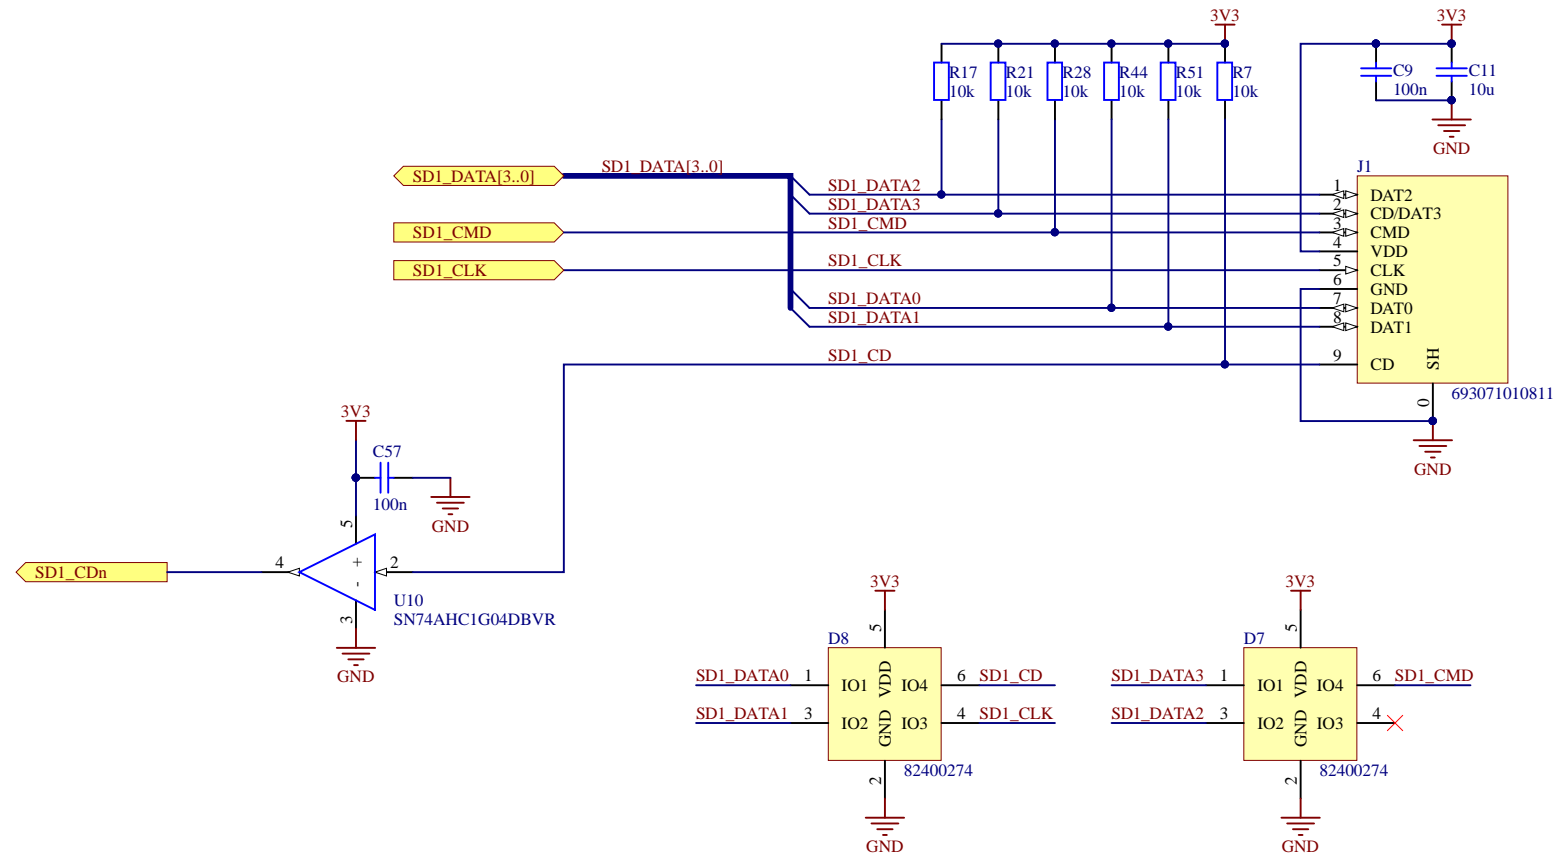 3V3
3V3
R17
10k
R21
10k
R28
10k
R44
10k
R51
10k
R7
10k
C9
100n
C11
10u
GND
SD1_DATA[3..0]
SD1_DATA[3..0]
J1
SD1_DATA2
1
DAT2
SD1_DATA3
2
CD/DAT3
SD1_CMD
SD1_CMD
3
CMD
4
VDD
SD1_CLK
SD1_CLK
5
CLK
6
GND
SD1_DATA0
7
DAT0
SD1_DATA1
8
DAT1
SD1_CD
9
CD
SH
0
693071010811
GND
3V3
C57
100n
GND
5
SD1_CDn
4
+
-
2
3
U10
SN74AHC1G04DBVR
GND
3V3
5
D8
SD1_DATA0
1
IO1
VDD
IO4
6
SD1_CD
SD1_DATA1
3
IO2
GND
IO3
4
SD1_CLK
82400274
2
GND
3V3
5
D7
SD1_DATA3
1
IO1
VDD
IO4
6
SD1_CMD
SD1_DATA2
3
IO2
GND
IO3
4
82400274
2
GND